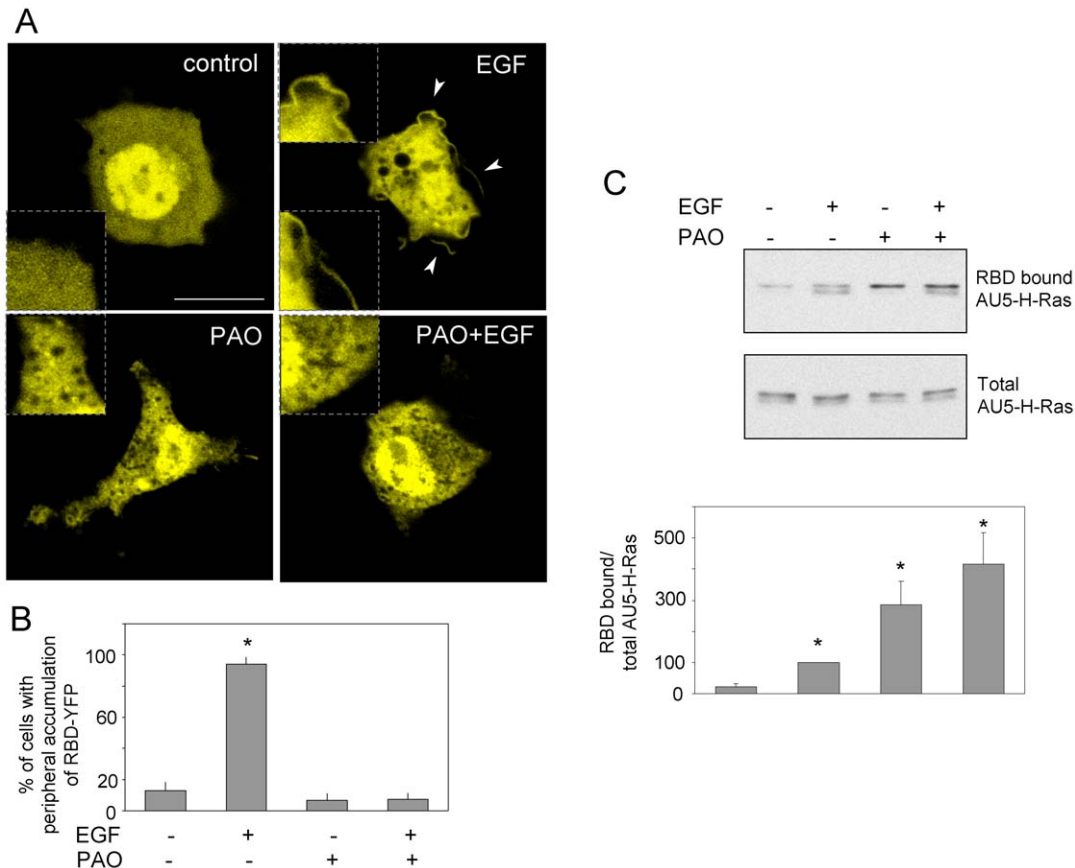 A
control
EGF
PAO
PAO+EGF
B
% of cells with
peripheral accumulation
of RBD-YFP
100
60
20
0
*
EGF - + - +
PAO - - + +
C
EGF - + - +
PAO - - + +
RBD bound
AU5-H-Ras
Total
AU5-H-Ras
RBD bound/
total AU5-H-Ras
500
300
100
0
* * *